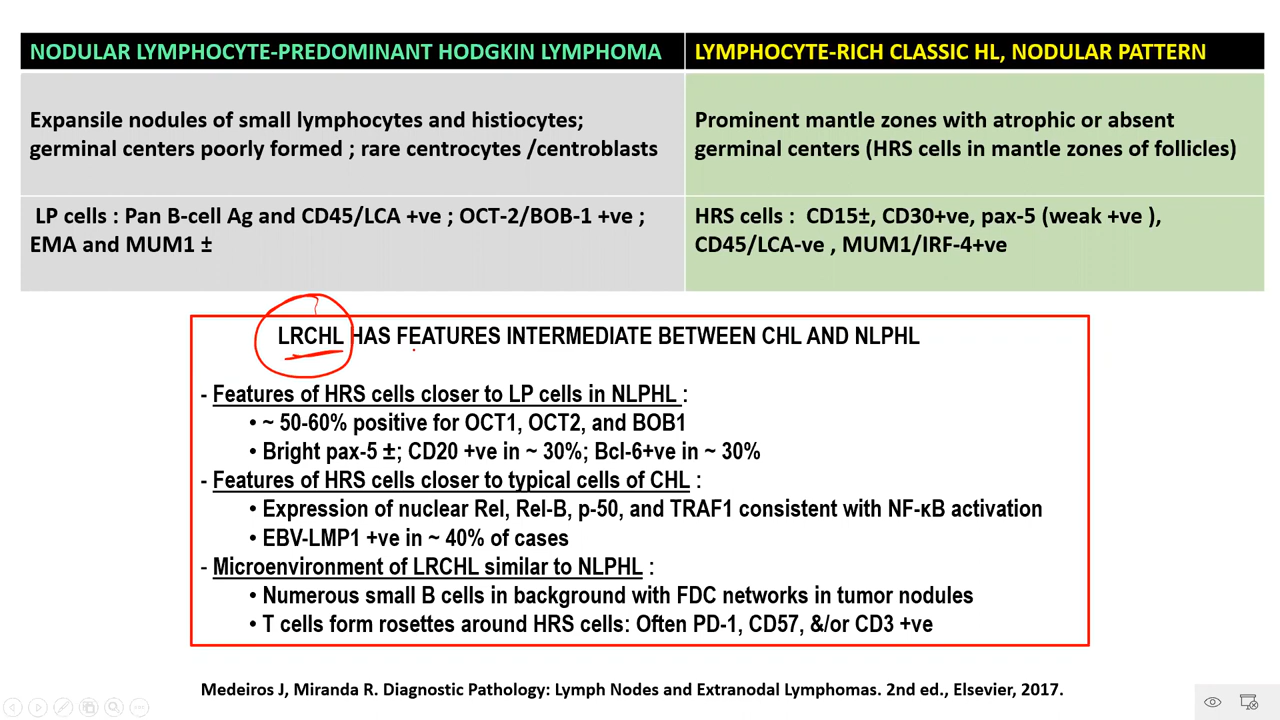 NODULAR LYMPHOCYTE-PREDOMINANT HODGKIN LYMPHOMA
LYMPHOCYTE-RICH CLASSIC HL, NODULAR PATTERN
Expansile nodules of small lymphocytes and histiocytes;
germinal centers poorly formed ; rare centrocytes /centroblasts
Prominent mantle zones with atrophic or absent
germinal centers (HRS cells in mantle zones of follicles)
LP cells : Pan B-cell Ag and CD45/LCA +ve ; OCT-2/BOB-1 +ve ;
EMA and MUM1 ±
HRS cells : CD15±, CD30+ve, pax-5 (weak +ve ),
CD45/LCA-ve , MUM1/IRF-4+ve
LRCHL HAS FEATURES INTERMEDIATE BETWEEN CHL AND NLPHL
- Features of HRS cells closer to LP cells in NLPHL :
• ~ 50-60% positive for OCT1, OCT2, and BOB1
• Bright pax-5 ±; CD20 +ve in ~ 30%; Bcl-6+ve in ~ 30%
- Features of HRS cells closer to typical cells of CHL :
• Expression of nuclear Rel, Rel-B, p-50, and TRAF1 consistent with NF-κB activation
• EBV-LMP1 +ve in ~ 40% of cases
- Microenvironment of LRCHL similar to NLPHL :
• Numerous small B cells in background with FDC networks in tumor nodules
• T cells form rosettes around HRS cells: Often PD-1, CD57, &/or CD3 +ve
Medeiros J, Miranda R. Diagnostic Pathology: Lymph Nodes and Extranodal Lymphomas. 2nd ed., Elsevier, 2017.